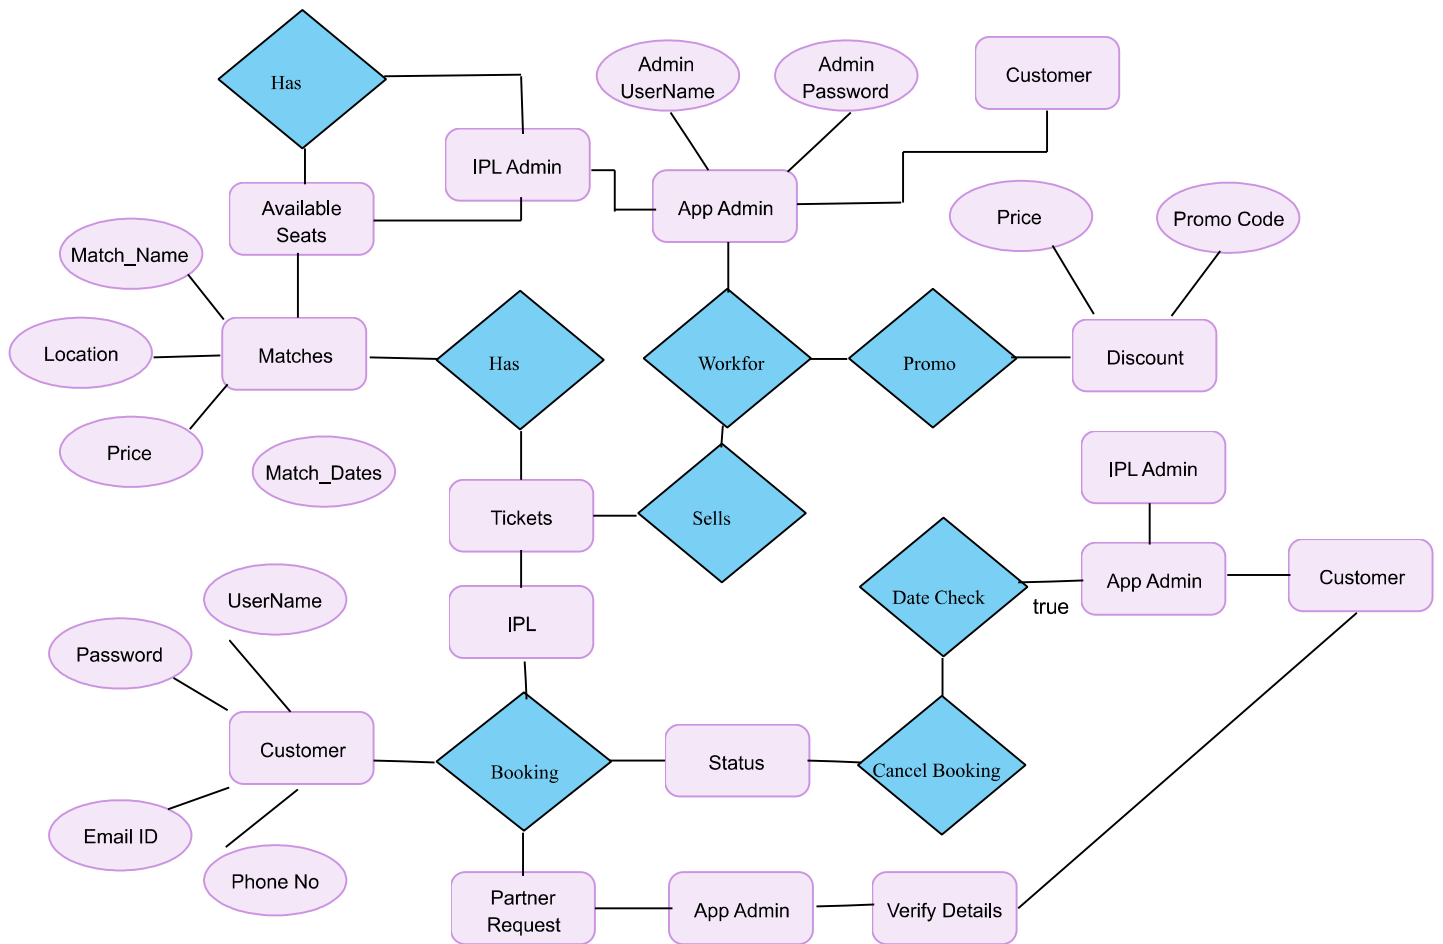 Has
Admin
UserName
Admin
Password
Customer
IPL Admin
App Admin
Available
Seats
Price
Promo Code
Match_Name
Location
Matches
Has
Workfor
Promo
Discount
Price
Match_Dates
IPL Admin
Tickets
Sells
Date Check
true
App Admin
Customer
UserName
IPL
Password
Customer
Booking
Status
Cancel Booking
Email ID
Phone No
Partner
Request
App Admin
Verify Details